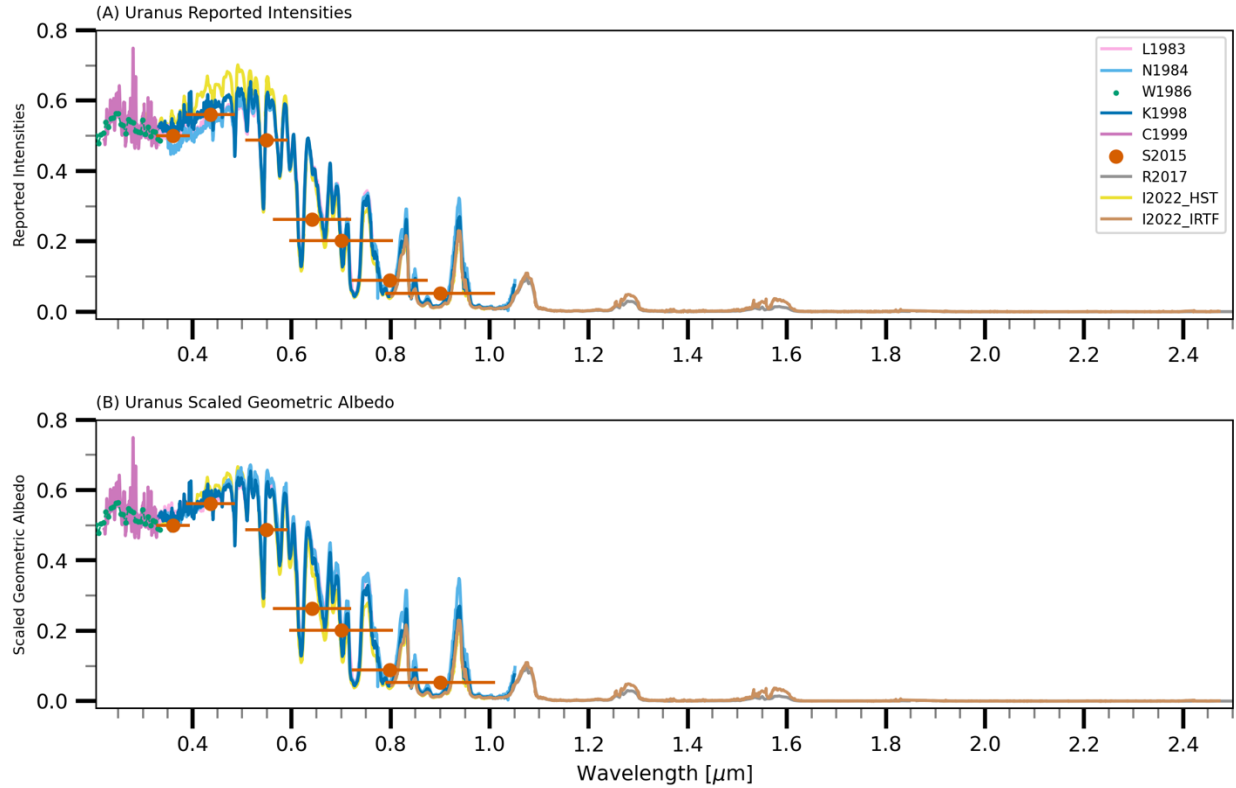 (A) Uranus Reported Intensities
0.8
0.6
0.4
0.2
0.0
Reported Intensities
L1983
N1984
W1986
K1998
C1999
S2015
R2017
I2022_HST
I2022_IRTF
0.4 0.6 0.8 1.0 1.2 1.4 1.6 1.8 2.0 2.2 2.4
(B) Uranus Scaled Geometric Albedo
0.8
0.6
0.4
0.2
0.0
Scaled Geometric Albedo
0.4 0.6 0.8 1.0 1.2 1.4 1.6 1.8 2.0 2.2 2.4
Wavelength [μm]